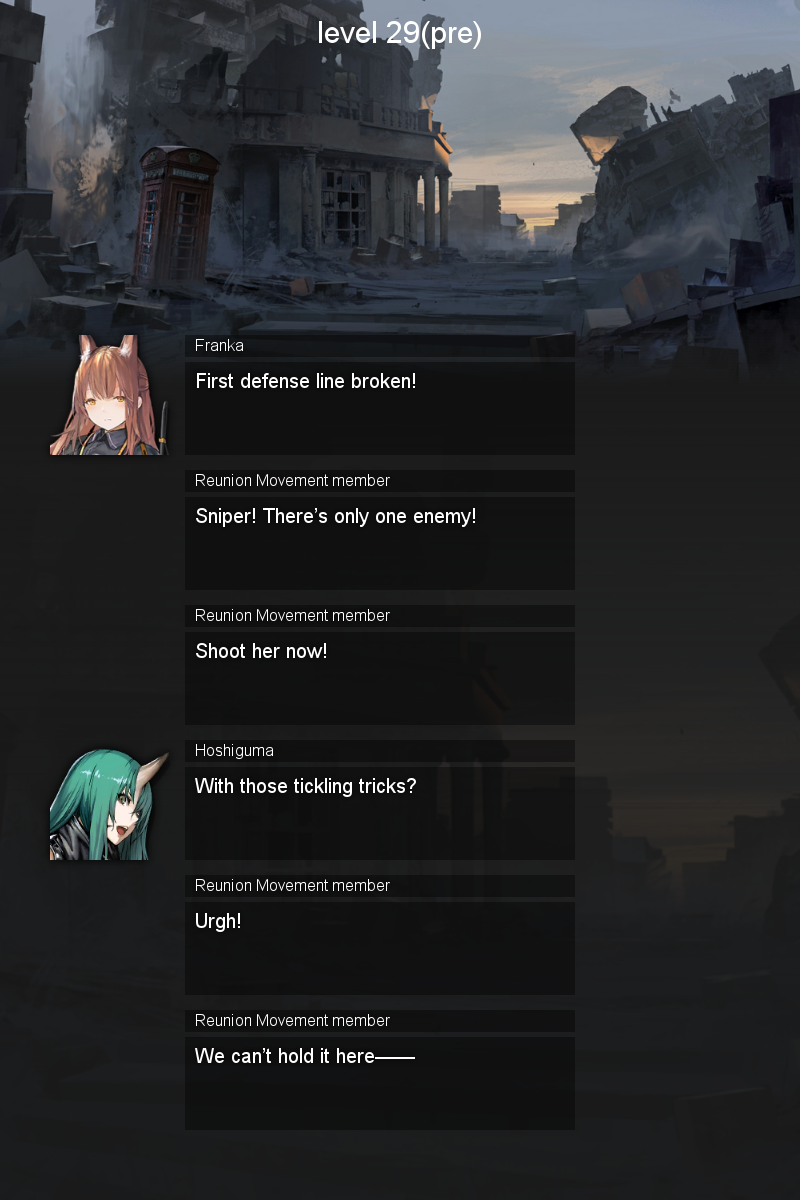 level 29(pre)
Franka
First defense line broken!
Reunion Movement member
Sniper! There's only one enemy!
Reunion Movement member
Shoot her now!
Hoshiguma
With those tickling tricks?
Reunion Movement member
Urgh!
Reunion Movement member
We can't hold it here——